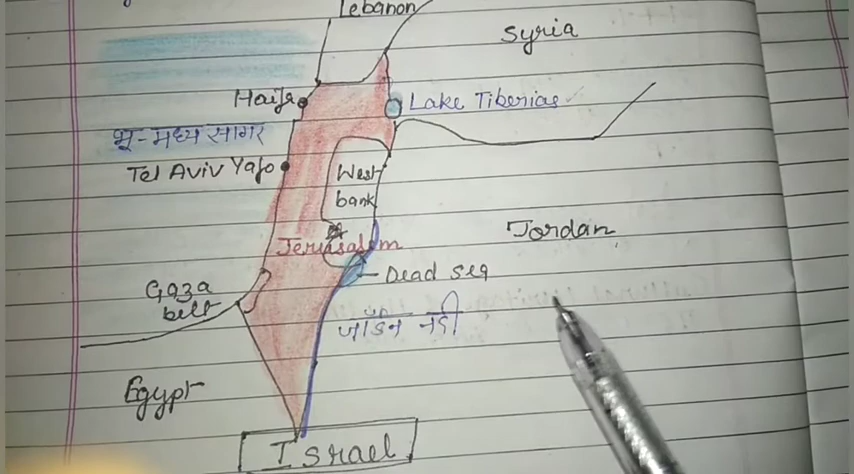 Lebanon
Syria
Haifa
Lake Tiberias
भू-मध्य सागर
Tel Aviv Yafo
West
bank
Jerusalem
Jordan
Dead sea
Gaza
belt
जॉर्डन नदी
Egypt
Israel